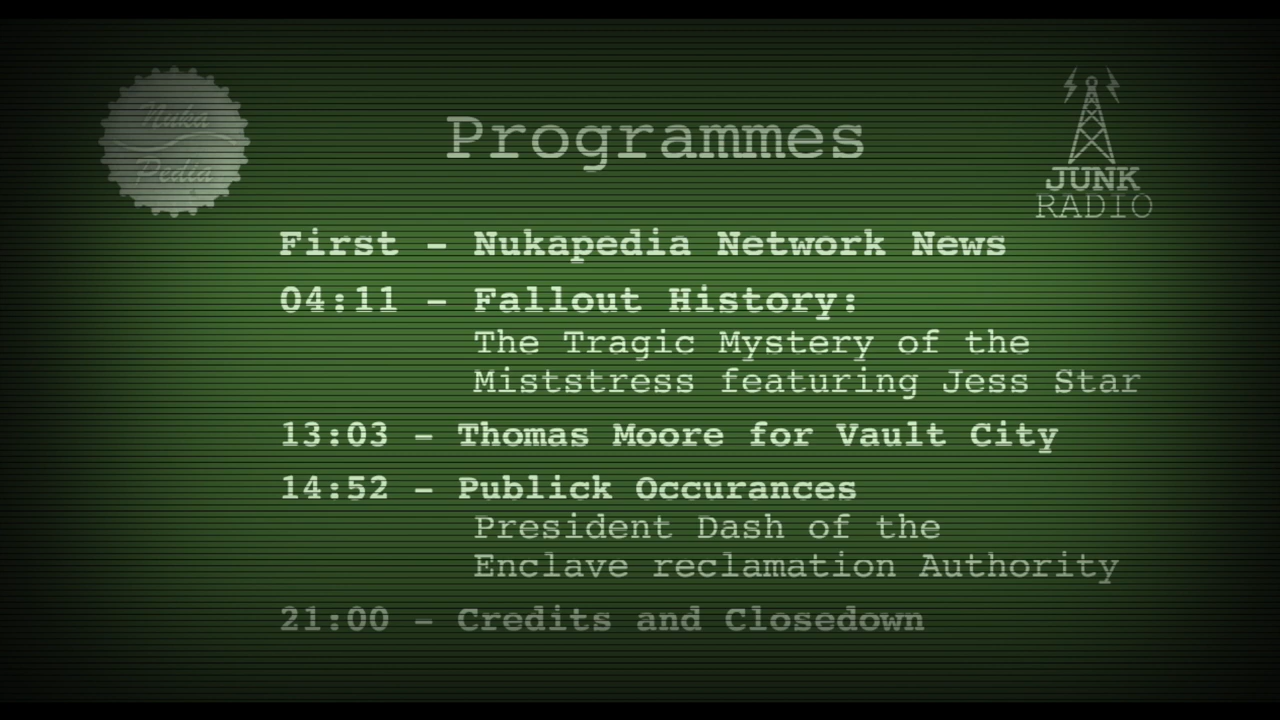 Nuka
Pedia
Programmes
JUNK
RADIO
First - Nukapedia Network News
04:11 - Fallout History:
The Tragic Mystery of the
Miststress featuring Jess Star
13:03 - Thomas Moore for Vault City
14:52 - Publick Occurances
President Dash of the
Enclave reclamation Authority
21:00 - Credits and Closedown